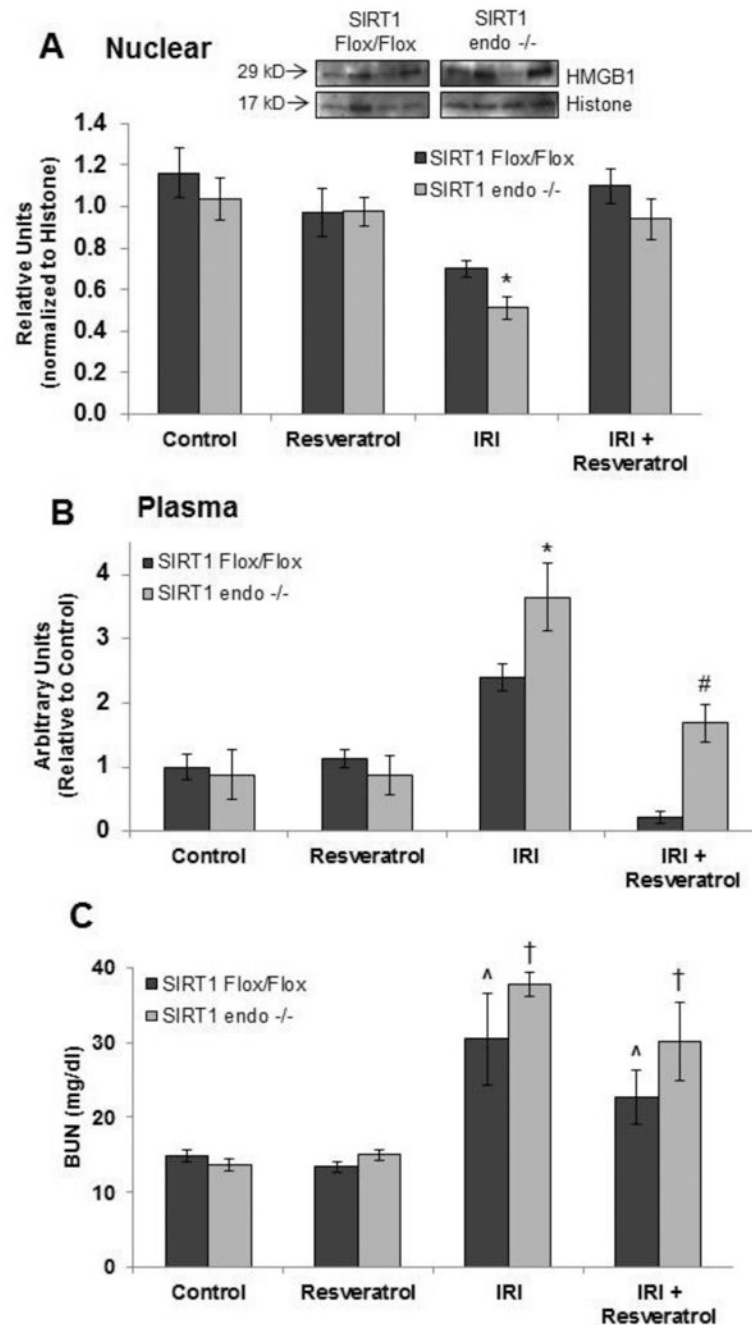 A Nuclear
SIRT1 Flox/Flox
SIRT1 endo -/-
29 kD→ HMGB1
17 kD→ Histone
1.4
1.2
1.0
0.8
0.6
0.4
0.2
0.0
Relative Units
(normalized to Histone)
SIRT1 Flox/Flox
SIRT1 endo -/-
*
Control Resveratrol IRI IRI +
Resveratrol
B Plasma
4
3
2
1
0
Arbitrary Units
(Relative to Control)
SIRT1 Flox/Flox
SIRT1 endo -/-
*
#
Control Resveratrol IRI IRI +
Resveratrol
C
40
30
20
10
0
BUN (mg/dl)
SIRT1 Flox/Flox
SIRT1 endo -/-
^ †
^ †
Control Resveratrol IRI IRI +
Resveratrol